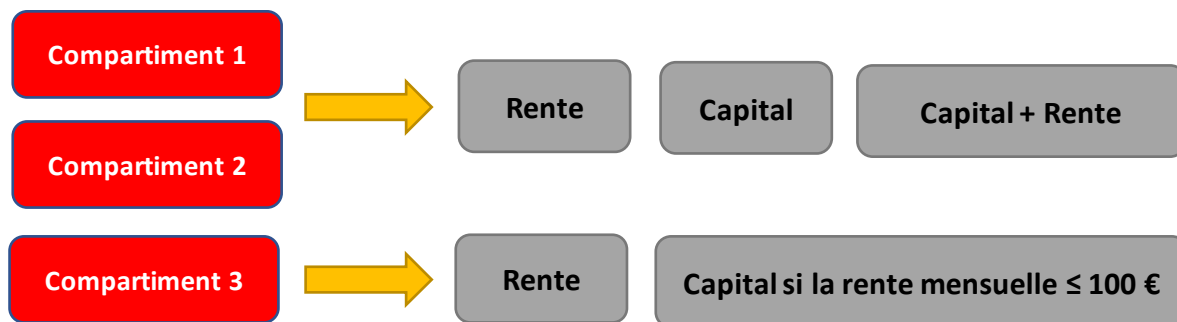 Compartiment 1
Compartiment 2
Rente
Capital
Capital + Rente
Compartiment 3
Rente
Capital si la rente mensuelle ≤ 100 €